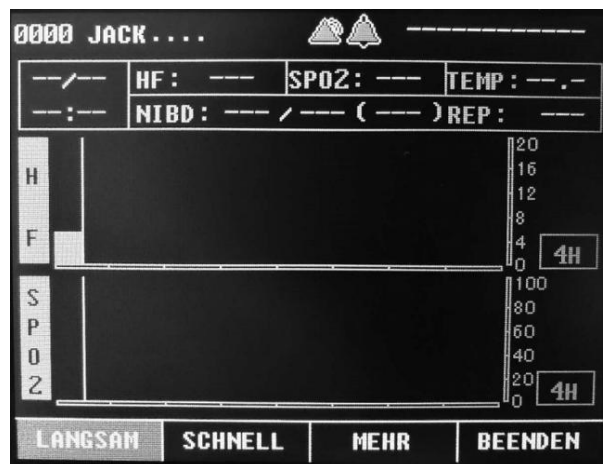 0000 JACK.... --------------
--/-- HF: --- SPO2: --- TEMP:--.-
--:-- NIBD: --- / --- ( --- ) REP: ---
H F
20
16
12
8
4
0
4H
SPO2
100
80
60
40
20
0
4H
LANGSAM SCHNELL MEHR BEENDEN